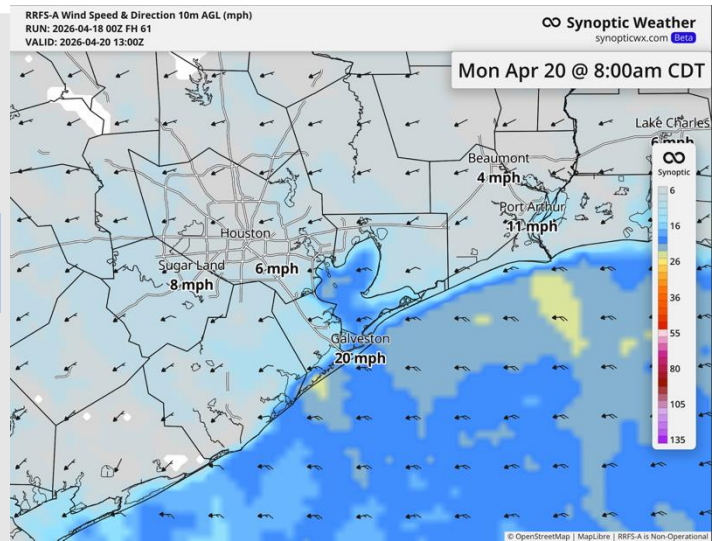 RRFS-A Wind Speed & Direction 10m AGL (mph)
RUN: 2026-04-18 00Z FH 61
VALID: 2026-04-20 13:00Z
Synoptic Weather
synopticwx.com Beta
Mon Apr 20 @ 8:00am CDT
Lake Charles
6 mph
Beaumont
4 mph
Port Arthur
11 mph
Houston
6 mph
Sugar Land
8 mph
Galveston
20 mph
Synoptic
6
16
26
36
55
80
105
135
© OpenStreetMap | MapLibre | RRFS-A is Non-Operational